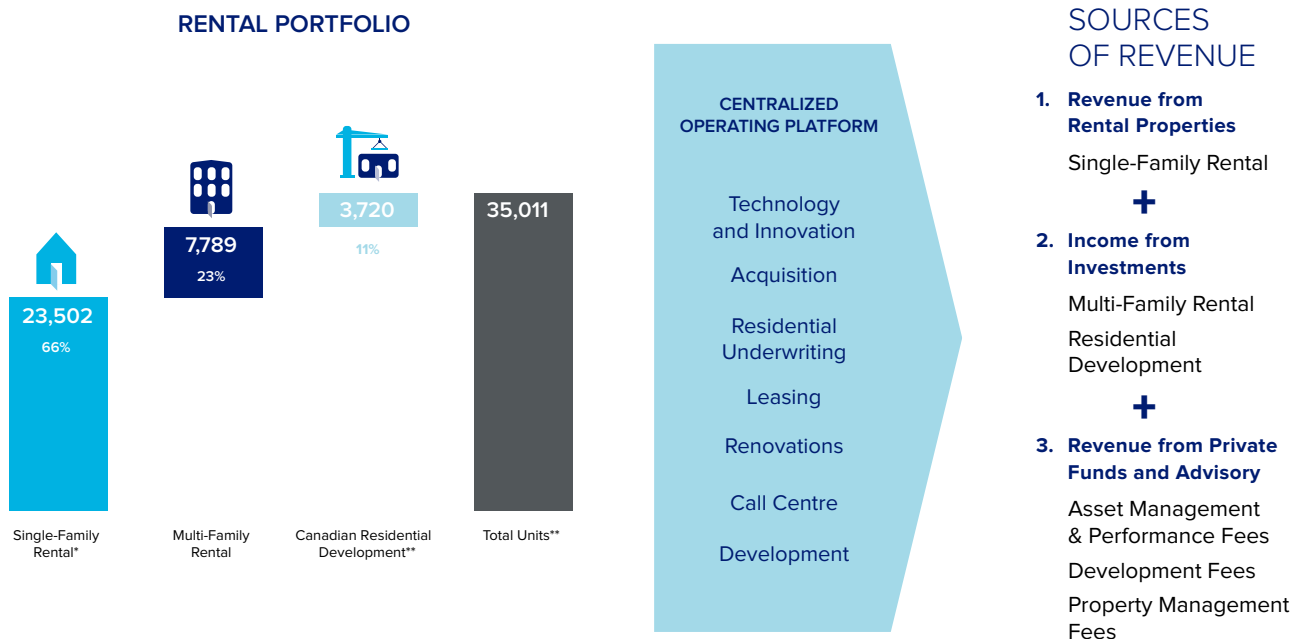 RENTAL PORTFOLIO
23,502
66%
7,789
23%
3,720
11%
35,011
Single-Family
Rental*
Multi-Family
Rental
Canadian Residential
Development**
Total Units**
CENTRALIZED
OPERATING PLATFORM
Technology
and Innovation
Acquisition
Residential
Underwriting
Leasing
Renovations
Call Centre
Development
SOURCES
OF REVENUE
1. Revenue from
Rental Properties
Single-Family Rental
+
2. Income from
Investments
Multi-Family Rental
Residential
Development
+
3. Revenue from Private
Funds and Advisory
Asset Management
& Performance Fees
Development Fees
Property Management
Fees